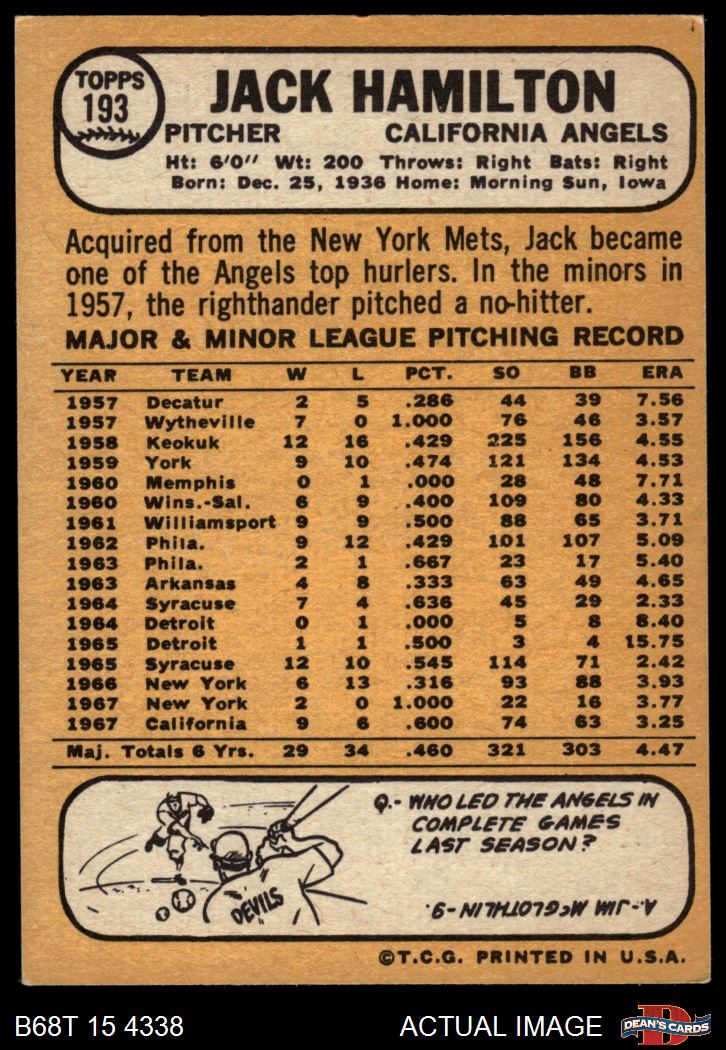 TOPPS
193
JACK HAMILTON
PITCHER CALIFORNIA ANGELS
Ht: 6'0" Wt: 200 Throws: Right Bats: Right
Born: Dec. 25, 1936 Home: Morning Sun, Iowa
Acquired from the New York Mets, Jack became
one of the Angels top hurlers. In the minors in
1957, the righthander pitched a no-hitter.
MAJOR & MINOR LEAGUE PITCHING RECORD
YEAR TEAM W L PCT. SO BB ERA
1957 Decatur 2 5 .286 44 39 7.56
1957 Wytheville 7 0 1.000 76 46 3.57
1958 Keokuk 12 16 .429 225 156 4.55
1959 York 9 10 .474 121 134 4.53
1960 Memphis 0 1 .000 28 48 7.71
1960 Wins.-Sal. 6 9 .400 109 80 4.33
1961 Williamsport 9 9 .500 88 65 3.71
1962 Phila. 9 12 .429 101 107 5.09
1963 Phila. 2 1 .667 23 17 5.40
1963 Arkansas 4 8 .333 63 49 4.65
1964 Syracuse 7 4 .636 45 29 2.33
1964 Detroit 0 1 .000 5 8 8.40
1965 Detroit 1 1 .500 3 4 15.75
1965 Syracuse 12 10 .545 114 71 2.42
1966 New York 6 13 .316 93 88 3.93
1967 New York 2 0 1.000 22 16 3.77
1967 California 9 6 .600 74 63 3.25
Maj. Totals 6 Yrs. 29 34 .460 321 303 4.47
Q.- WHO LED THE ANGELS IN
COMPLETE GAMES
LAST SEASON?
DEVILS
A.- JIM McGLOTHLIN -9.
©T.C.G. PRINTED IN U.S.A.
B68T 15 4338 ACTUAL IMAGE
D
DEAN'S CARDS